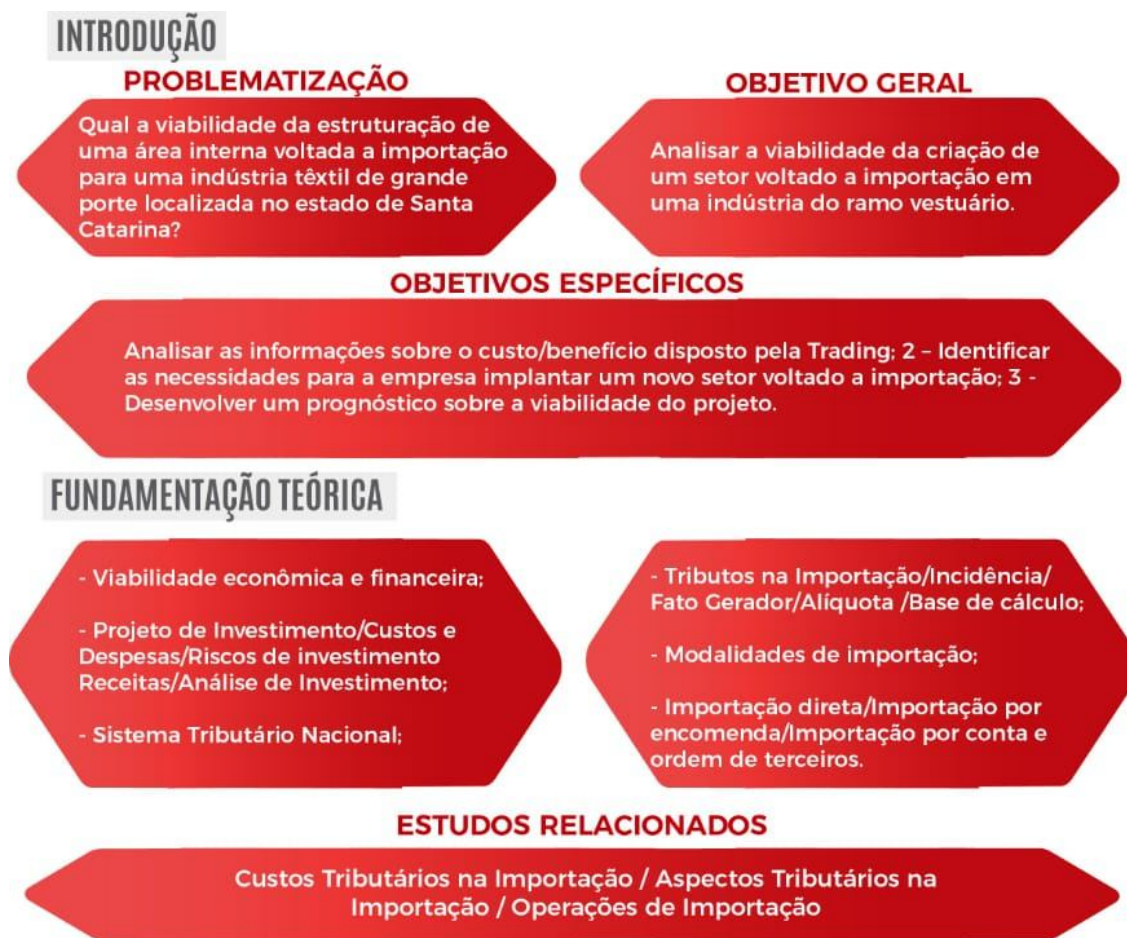 INTRODUÇÃO
PROBLEMATIZAÇÃO
Qual a viabilidade da estruturação de
uma área interna voltada a importação
para uma indústria têxtil de grande
porte localizada no estado de Santa
Catarina?
OBJETIVO GERAL
Analisar a viabilidade da criação de
um setor voltado a importação em
uma indústria do ramo vestuário.
OBJETIVOS ESPECÍFICOS
Analisar as informações sobre o custo/benefício disposto pela Trading; 2 – Identificar
as necessidades para a empresa implantar um novo setor voltado a importação; 3 -
Desenvolver um prognóstico sobre a viabilidade do projeto.
FUNDAMENTAÇÃO TEÓRICA
- Viabilidade econômica e financeira;
- Projeto de Investimento/Custos e
Despesas/Riscos de investimento
Receitas/Análise de Investimento;
- Sistema Tributário Nacional;
- Tributos na Importação/Incidência/
Fato Gerador/Alíquota /Base de cálculo;
- Modalidades de importação;
- Importação direta/Importação por
encomenda/Importação por conta e
ordem de terceiros.
ESTUDOS RELACIONADOS
Custos Tributários na Importação / Aspectos Tributários na
Importação / Operações de Importação